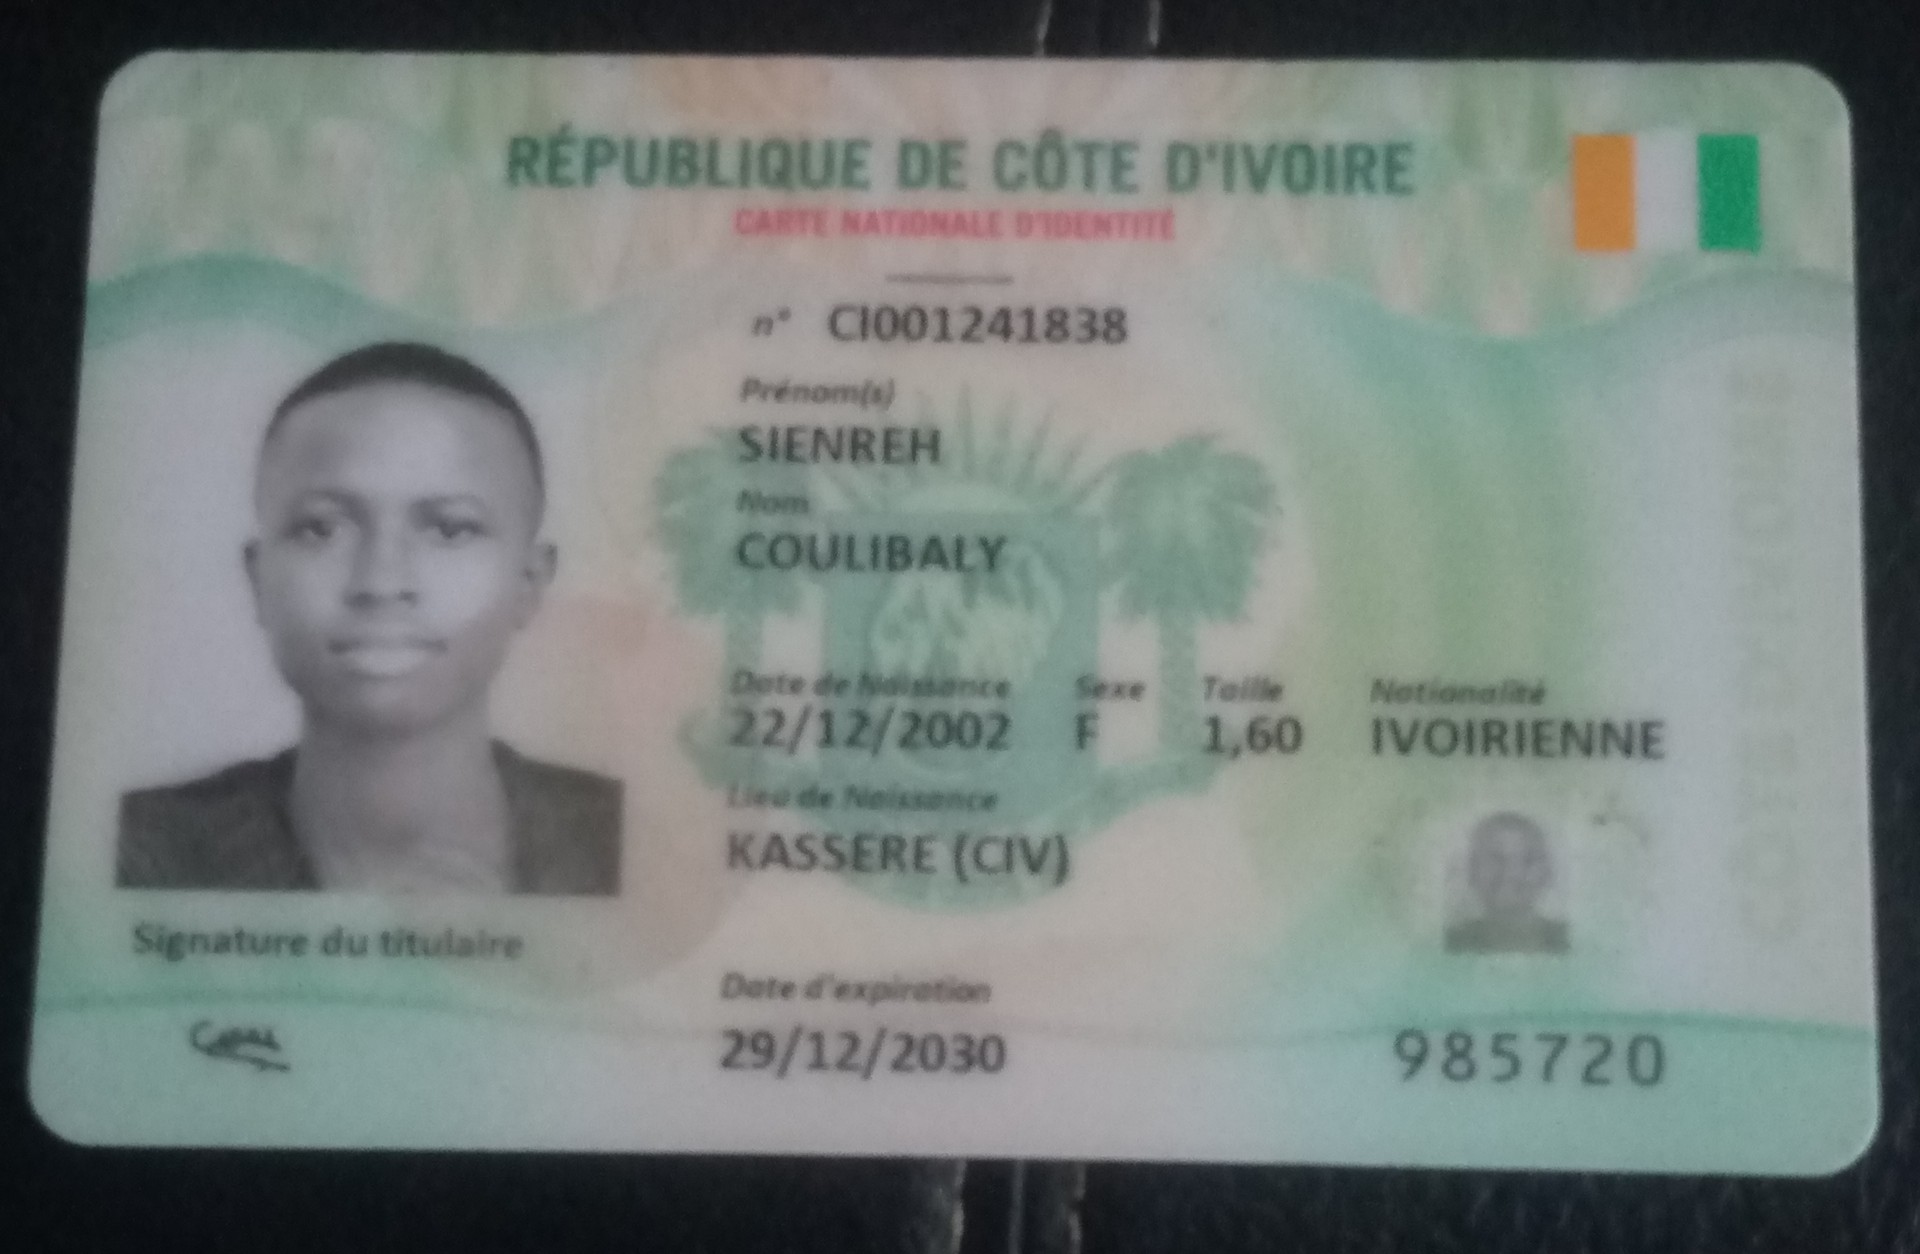 RÉPUBLIQUE DE CÔTE D'IVOIRE
CARTE NATIONALE D'IDENTITÉ
n° CI001241838
Prénom(s)
SIENREH
Nom
COULIBALY
Date de Naissance Sexe Taille Nationalité
22/12/2002 F 1,60 IVOIRIENNE
Lieu de Naissance
KASSERE (CIV)
Signature du titulaire
Date d'expiration
29/12/2030
985720